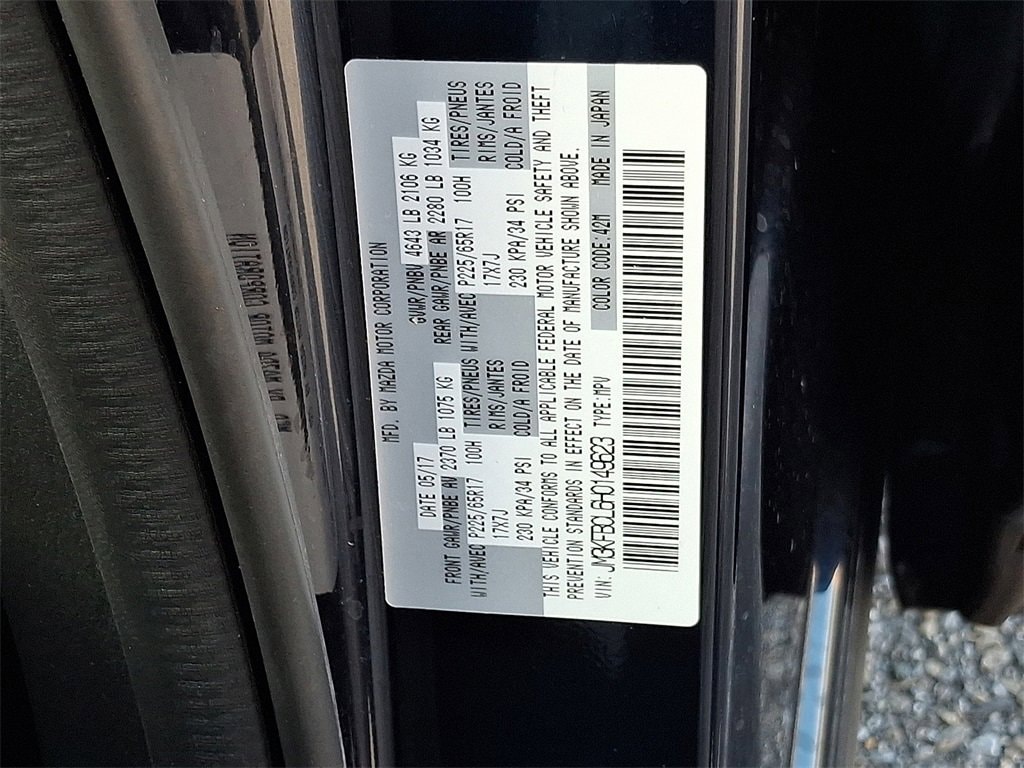 MFD. BY MAZDA MOTOR CORPORATION
DATE 05/17 GVWR/PNBV 4643 LB 2106 KG
FRONT GAWR/PNBE AV 2370 LB 1075 KG REAR GAWR/PNBE AR 2280 LB 1034 KG
WITH/AVEC P225/65R17 100H TIRES/PNEUS WITH/AVEC P225/65R17 100H TIRES/PNEUS
17X7J RIMS/JANTES 17X7J RIMS/JANTES
230 KPA/34 PSI COLD/A FROID 230 KPA/34 PSI COLD/A FROID
THIS VEHICLE CONFORMS TO ALL APPLICABLE FEDERAL MOTOR VEHICLE SAFETY AND THEFT
PREVENTION STANDARDS IN EFFECT ON THE DATE OF MANUFACTURE SHOWN ABOVE.
VIN: JM3KFBCL6H0149623 TYPE:MPV COLOR CODE:42M MADE IN JAPAN